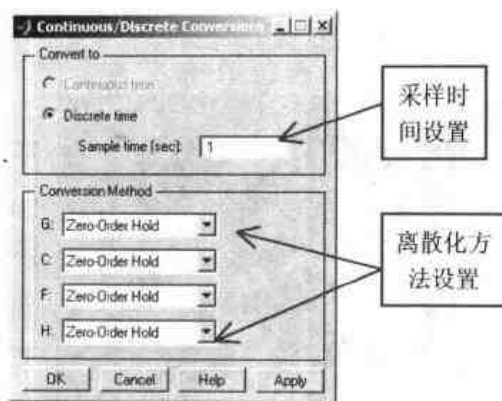 Continuous/Discrete Conversions
Convert to
Continuous time
Discrete time
Sample time (sec): 1
采样时
间设置
Conversion Method
G: Zero-Order Hold
C: Zero-Order Hold
F: Zero-Order Hold
H: Zero-Order Hold
离散化方
法设置
OK Cancel Help Apply